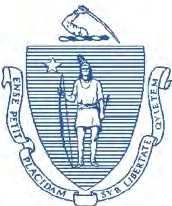 ENSE PETIT
PLACIDAM
SVB LIBERTATE
QVIETEM